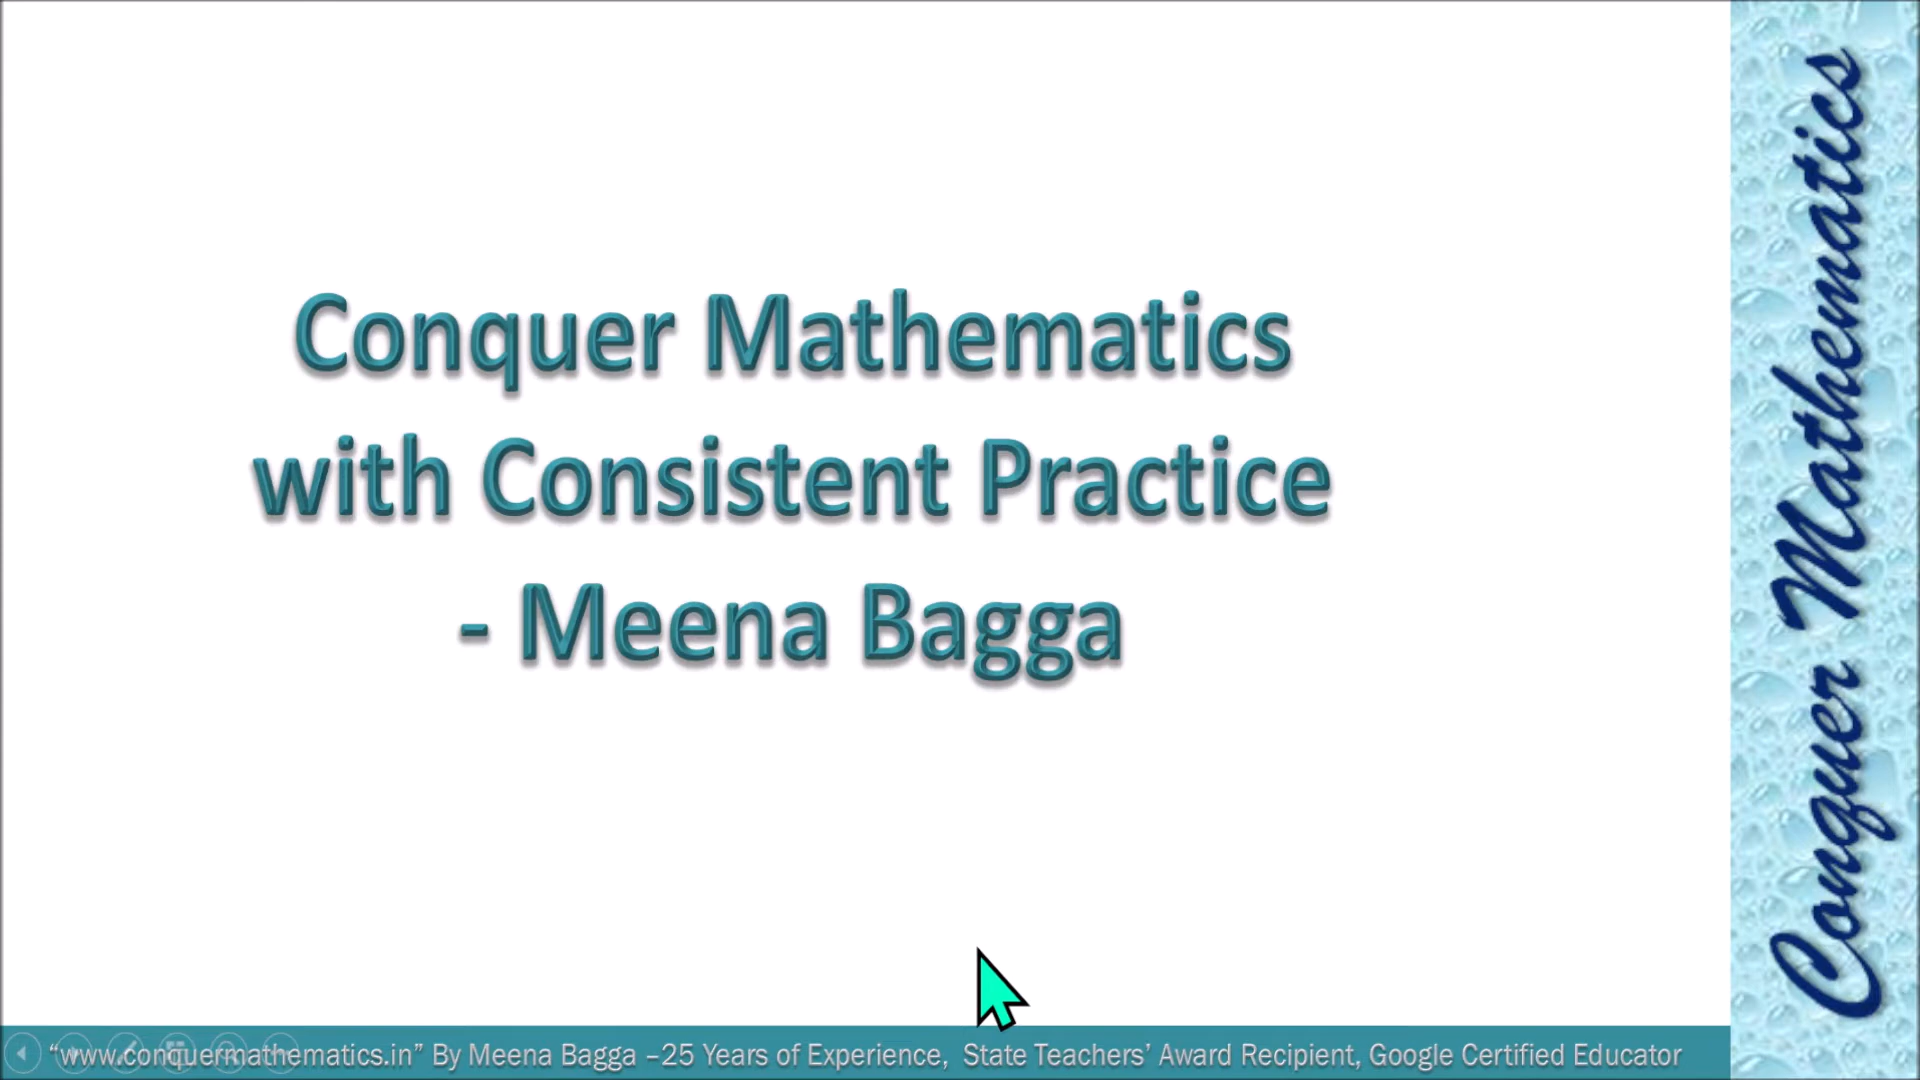 Conquer Mathematics
with Consistent Practice
- Meena Bagga
Conquer Mathematics
“www.conquermathematics.in” By Meena Bagga –25 Years of Experience, State Teachers’ Award Recipient, Google Certified Educator